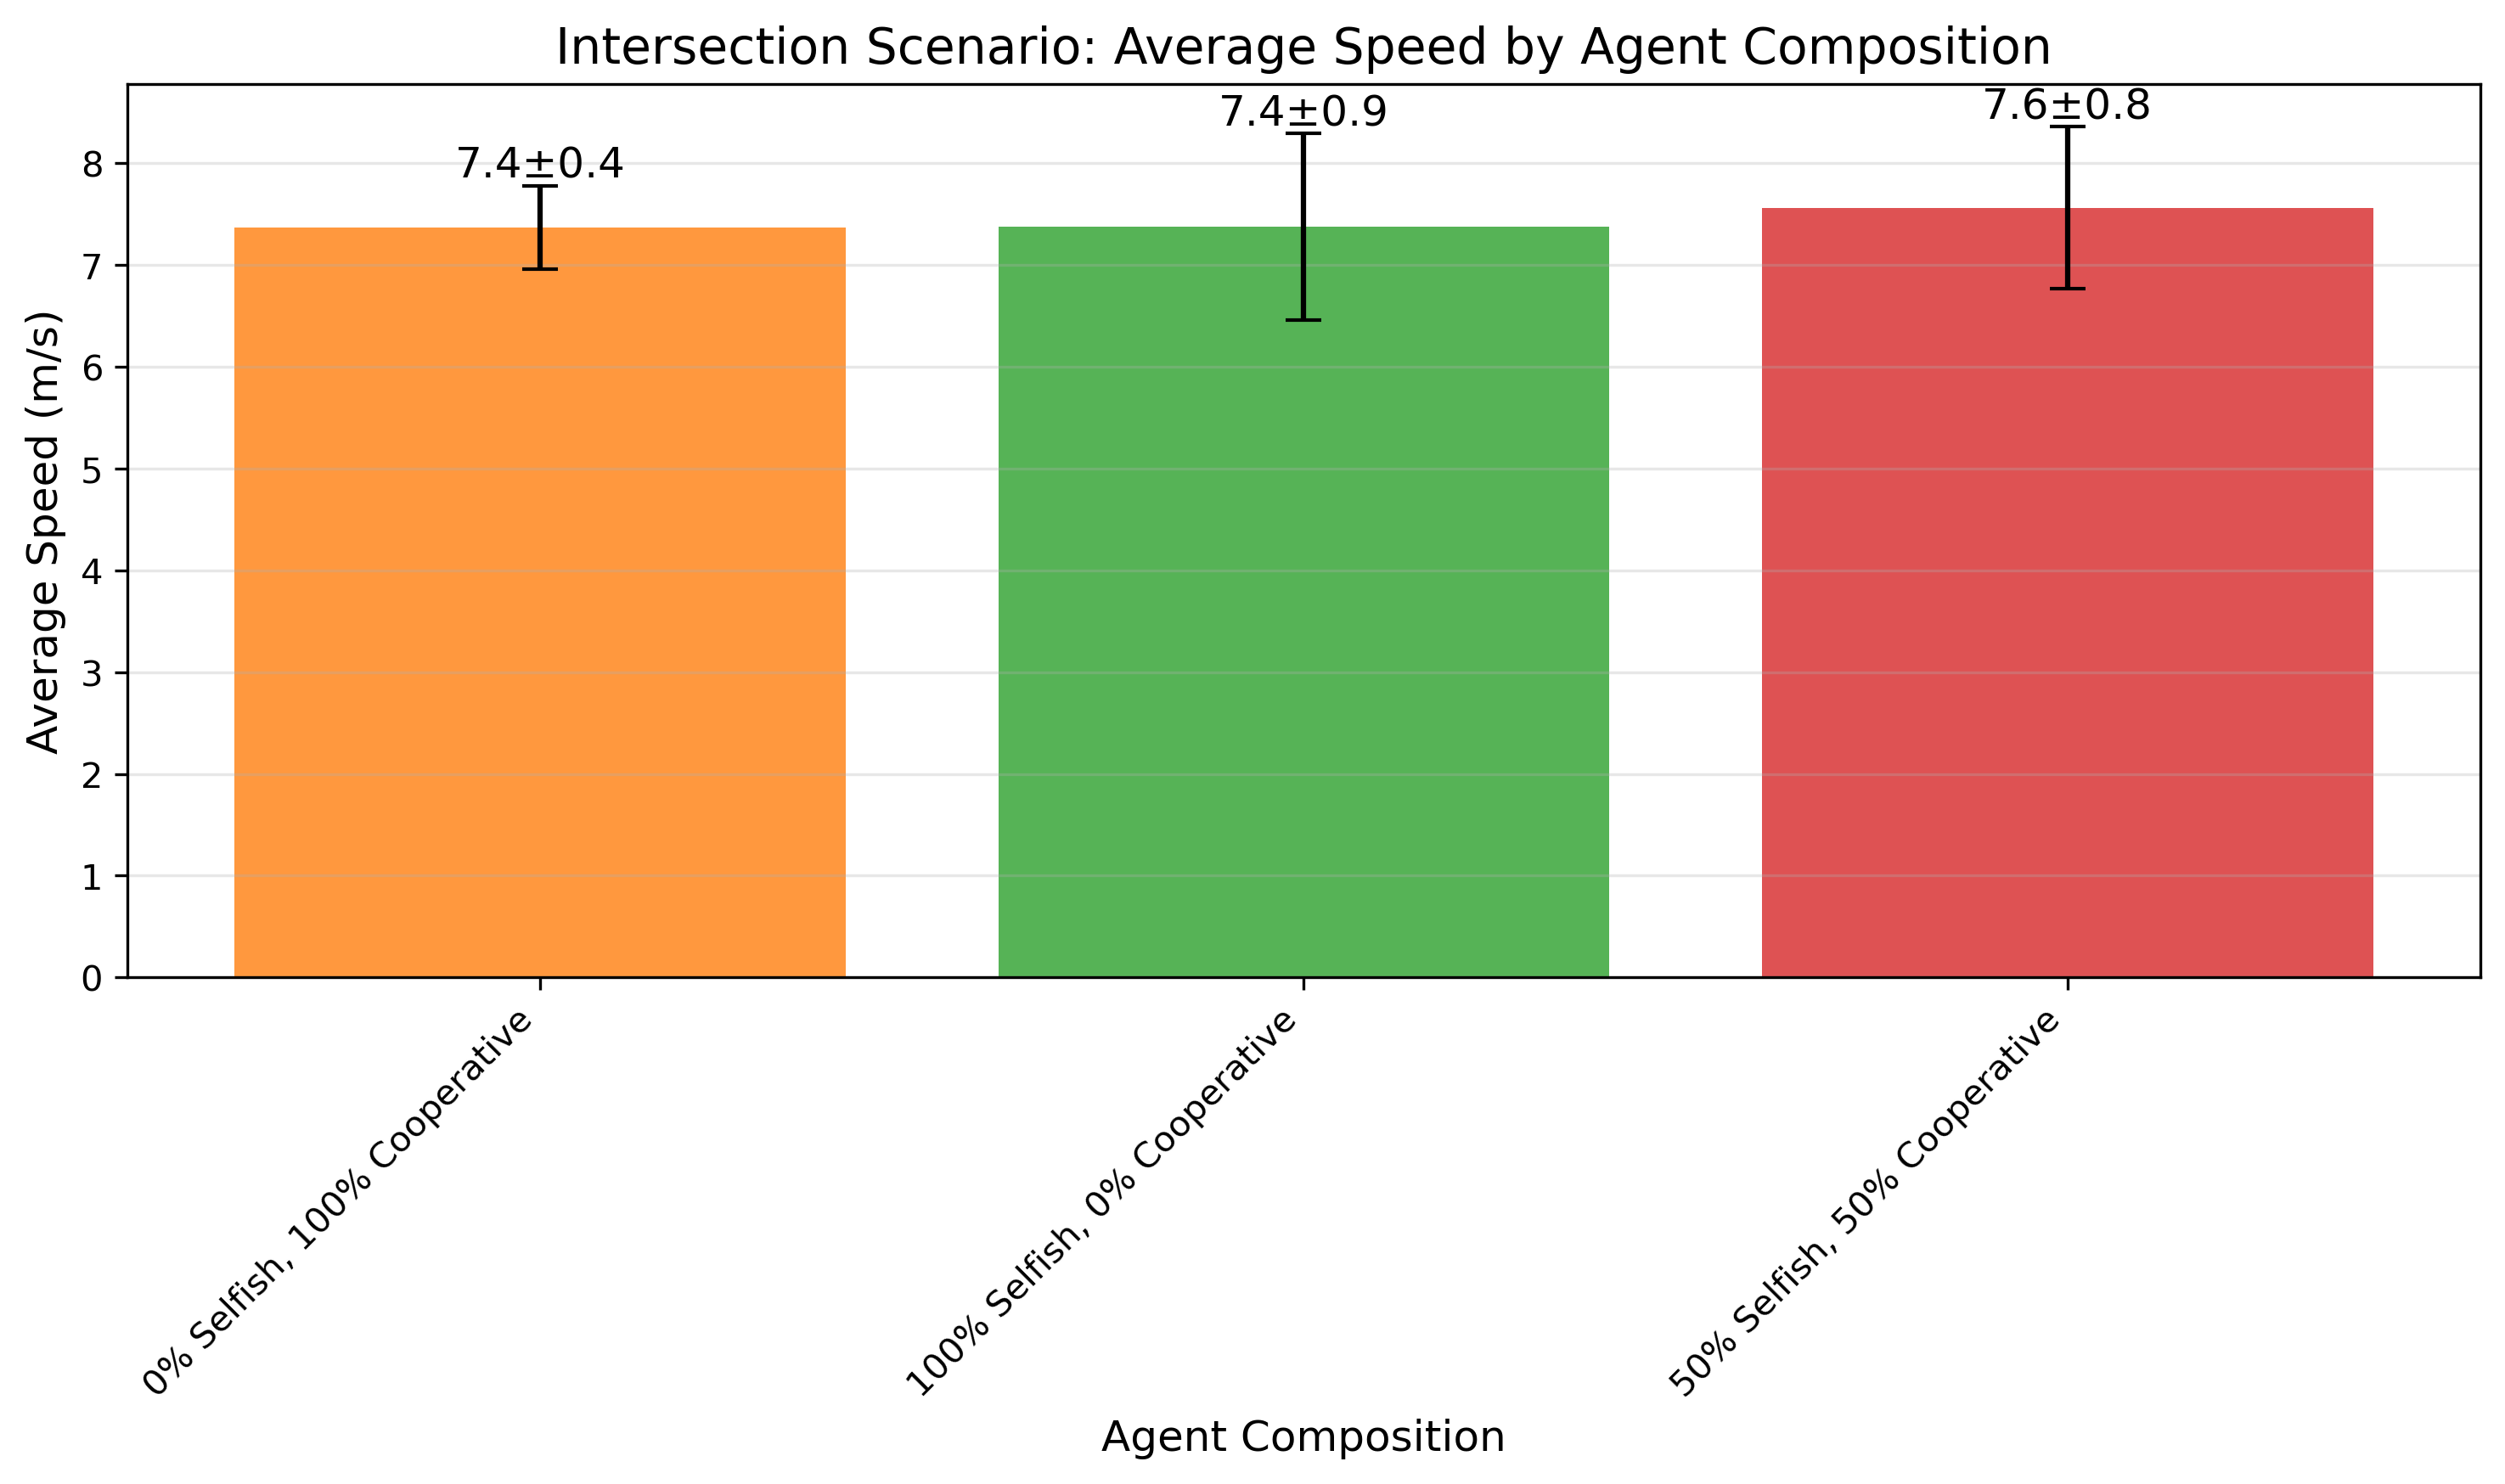 Intersection Scenario: Average Speed by Agent Composition
7.4±0.4
7.4±0.9
7.6±0.8
Average Speed (m/s)
8
7
6
5
4
3
2
1
0
0% Selfish, 100% Cooperative
100% Selfish, 0% Cooperative
50% Selfish, 50% Cooperative
Agent Composition